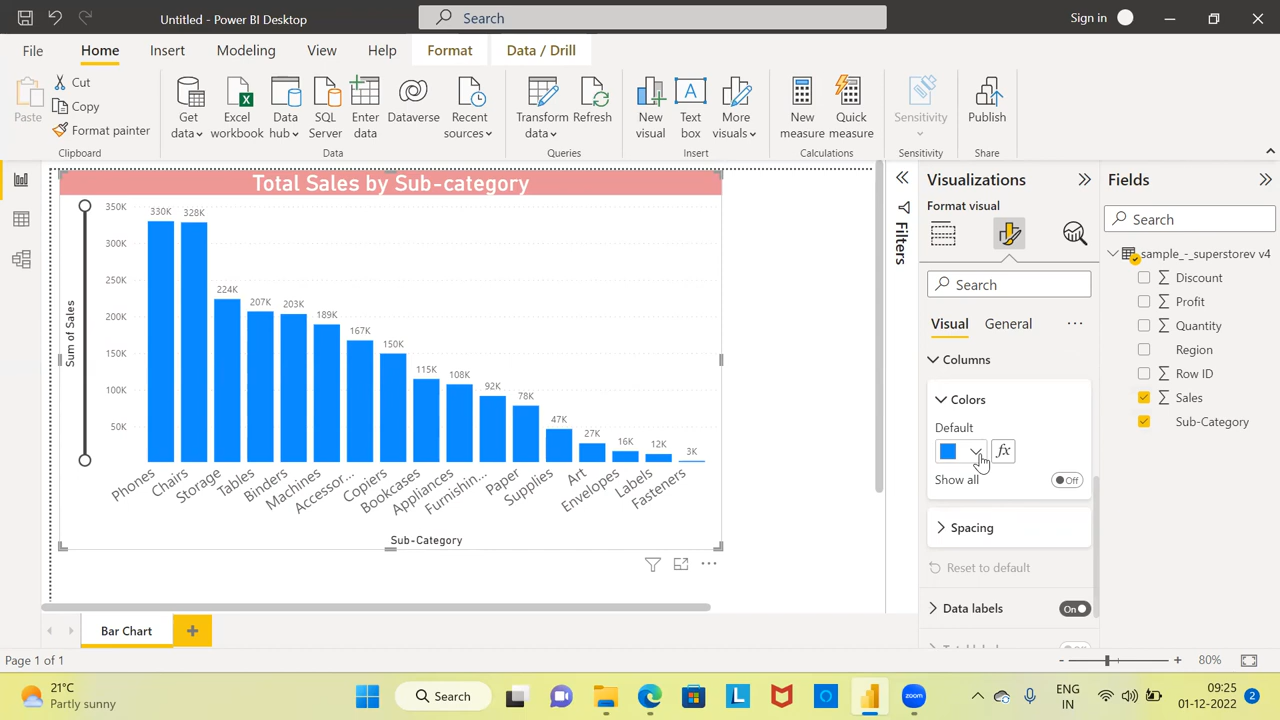 Untitled - Power BI Desktop
Search
Sign in
File
Home
Insert
Modeling
View
Help
Format
Data / Drill
Paste
Cut
Copy
Format painter
Clipboard
Get data
Excel workbook
Data hub
SQL Server
Enter data
Dataverse
Recent sources
Data
Transform data
Refresh
Queries
New visual
Text box
More visuals
Insert
New measure
Quick measure
Calculations
Sensitivity
Sensitivity
Publish
Share
Total Sales by Sub-category
350K
300K
250K
200K
150K
100K
50K
Sum of Sales
330K
328K
224K
207K
203K
189K
167K
150K
115K
108K
92K
78K
47K
27K
16K
12K
3K
Phones
Chairs
Storage
Tables
Binders
Machines
Accessor...
Copiers
Bookcases
Appliances
Furnishin...
Paper
Supplies
Art
Envelopes
Labels
Fasteners
Sub-Category
Filters
Visualizations
Format visual
Search
Visual
General
Columns
Colors
Default
fx
Show all
Off
Spacing
Reset to default
Data labels
On
Fields
Search
sample_-_superstorev v4
Discount
Profit
Quantity
Region
Row ID
Sales
Sub-Category
Bar Chart
Page 1 of 1
80%
21°C
Partly sunny
Search
ENG
IN
09:25
01-12-2022
2